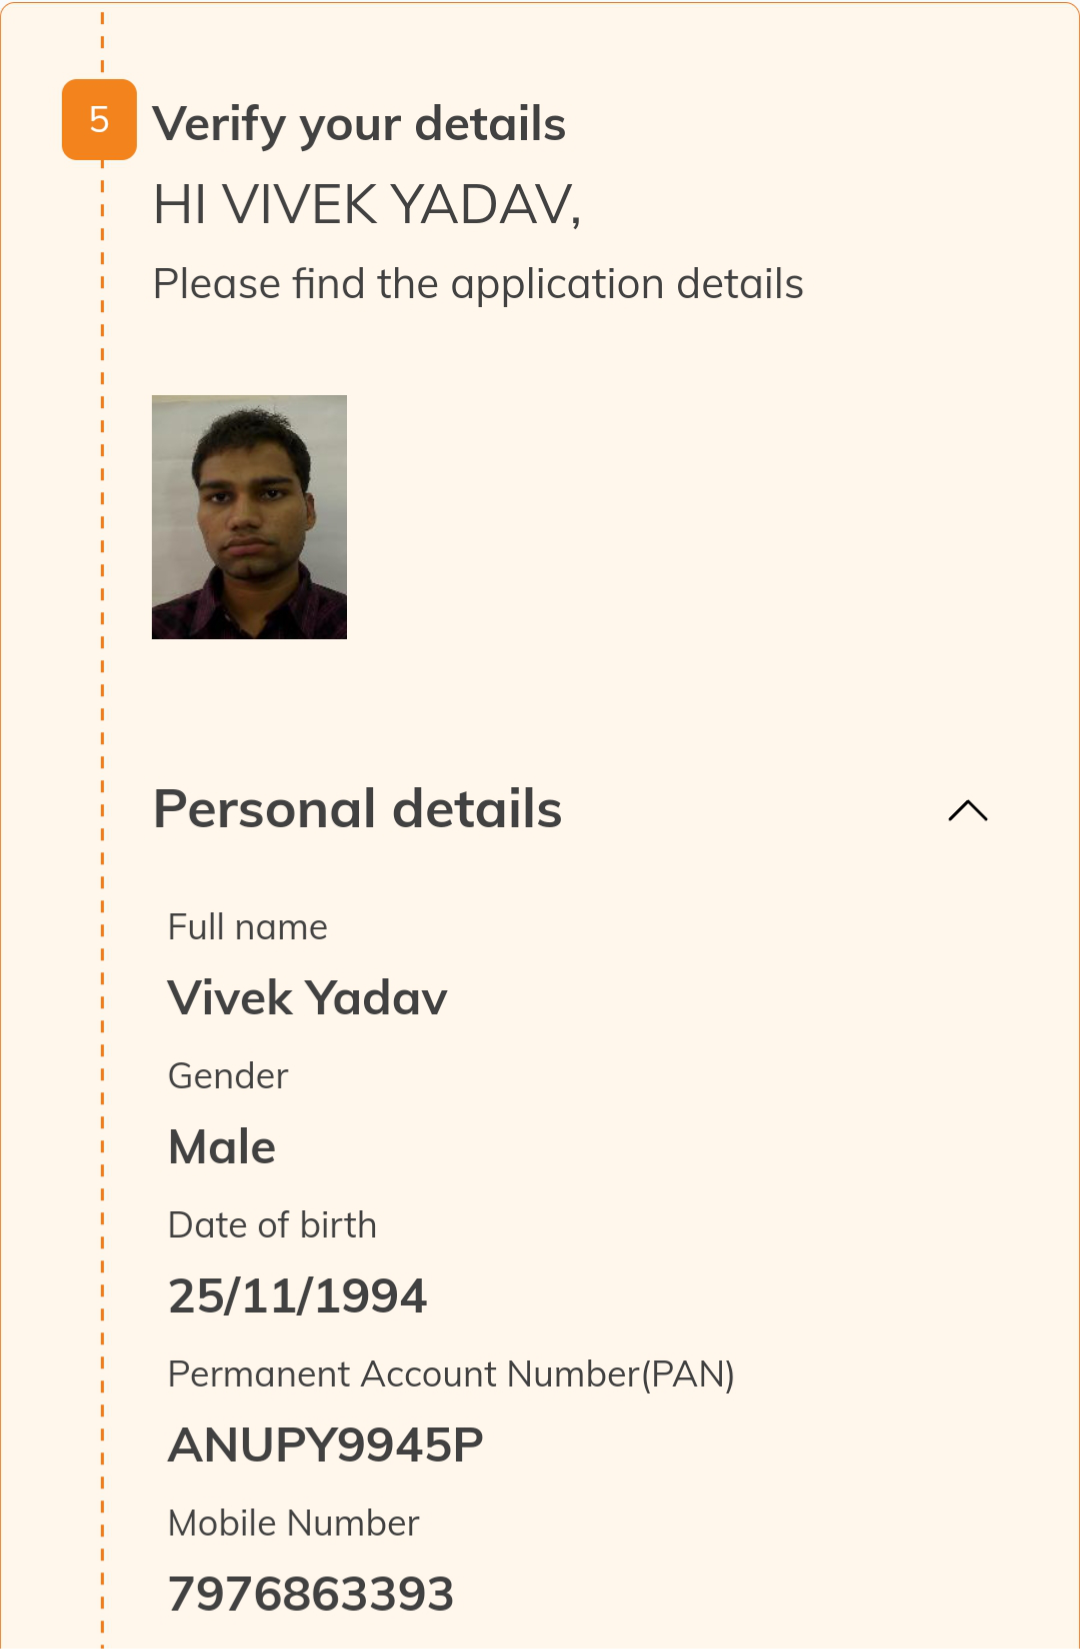 5
Verify your details
HI VIVEK YADAV,
Please find the application details
Personal details
Full name
Vivek Yadav
Gender
Male
Date of birth
25/11/1994
Permanent Account Number(PAN)
ANUPY9945P
Mobile Number
7976863393